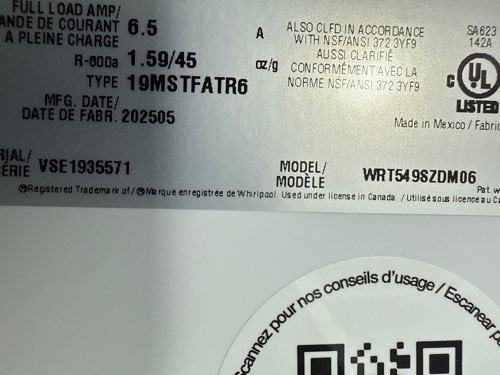 FULL LOAD AMP/
ANDE DE COURANT 6.5 A
A PLEINE CHARGE
R-600a 1.59/45 oz/g
TYPE 19MSTFATR6
MFG. DATE/
DATE DE FABR. 202505
ALSO CLFD IN ACCORDANCE
WITH NSF/ANSI 372 3YF9
AUSSI CLARIFIÉ
CONFORMÉMENT AVEC LA
NORME NSF/ANSI 372 3YF9
SA623
142A
C UL
LISTED
Made in Mexico / Fabric
RIAL/
SÉRIE VSE1935571
MODEL/
MODÈLE WRT549SZDM06
Pat. w
®Registered Trademark of / ®Marque enregistrée de Whirlpool. Used under license in Canada. / Utilisé sous licence au Ca
Scannez pour nos conseils d'usage / Escanear pa